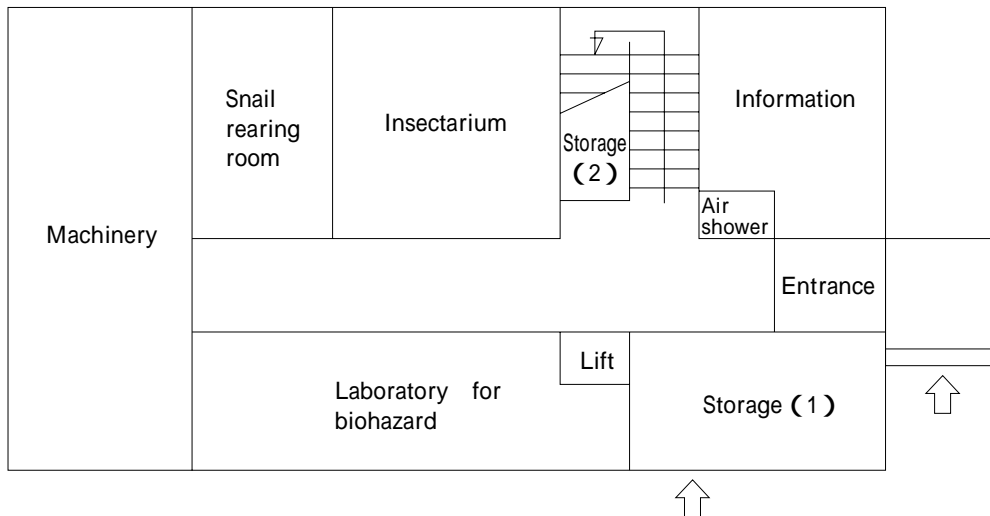 Snail
rearing
room
Insectarium
Storage
(2)
Information
Machinery
Air
shower
Entrance
Lift
Laboratory for
biohazard
Storage (1)